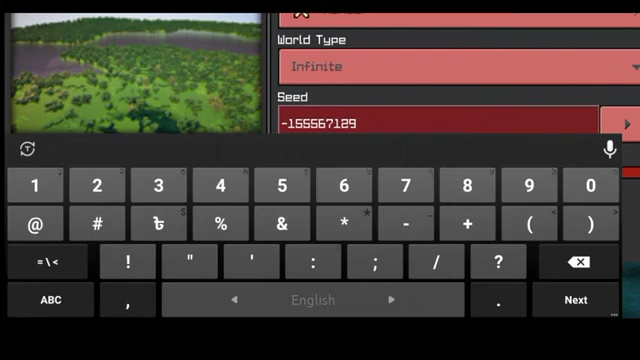 World Type
Infinite
Seed
-155567129
1 2 3 4 5 6 7 8 9 0
@ # ৳ % & * - + ( )
=\< ! " ' : ; / ?
ABC , English . Next